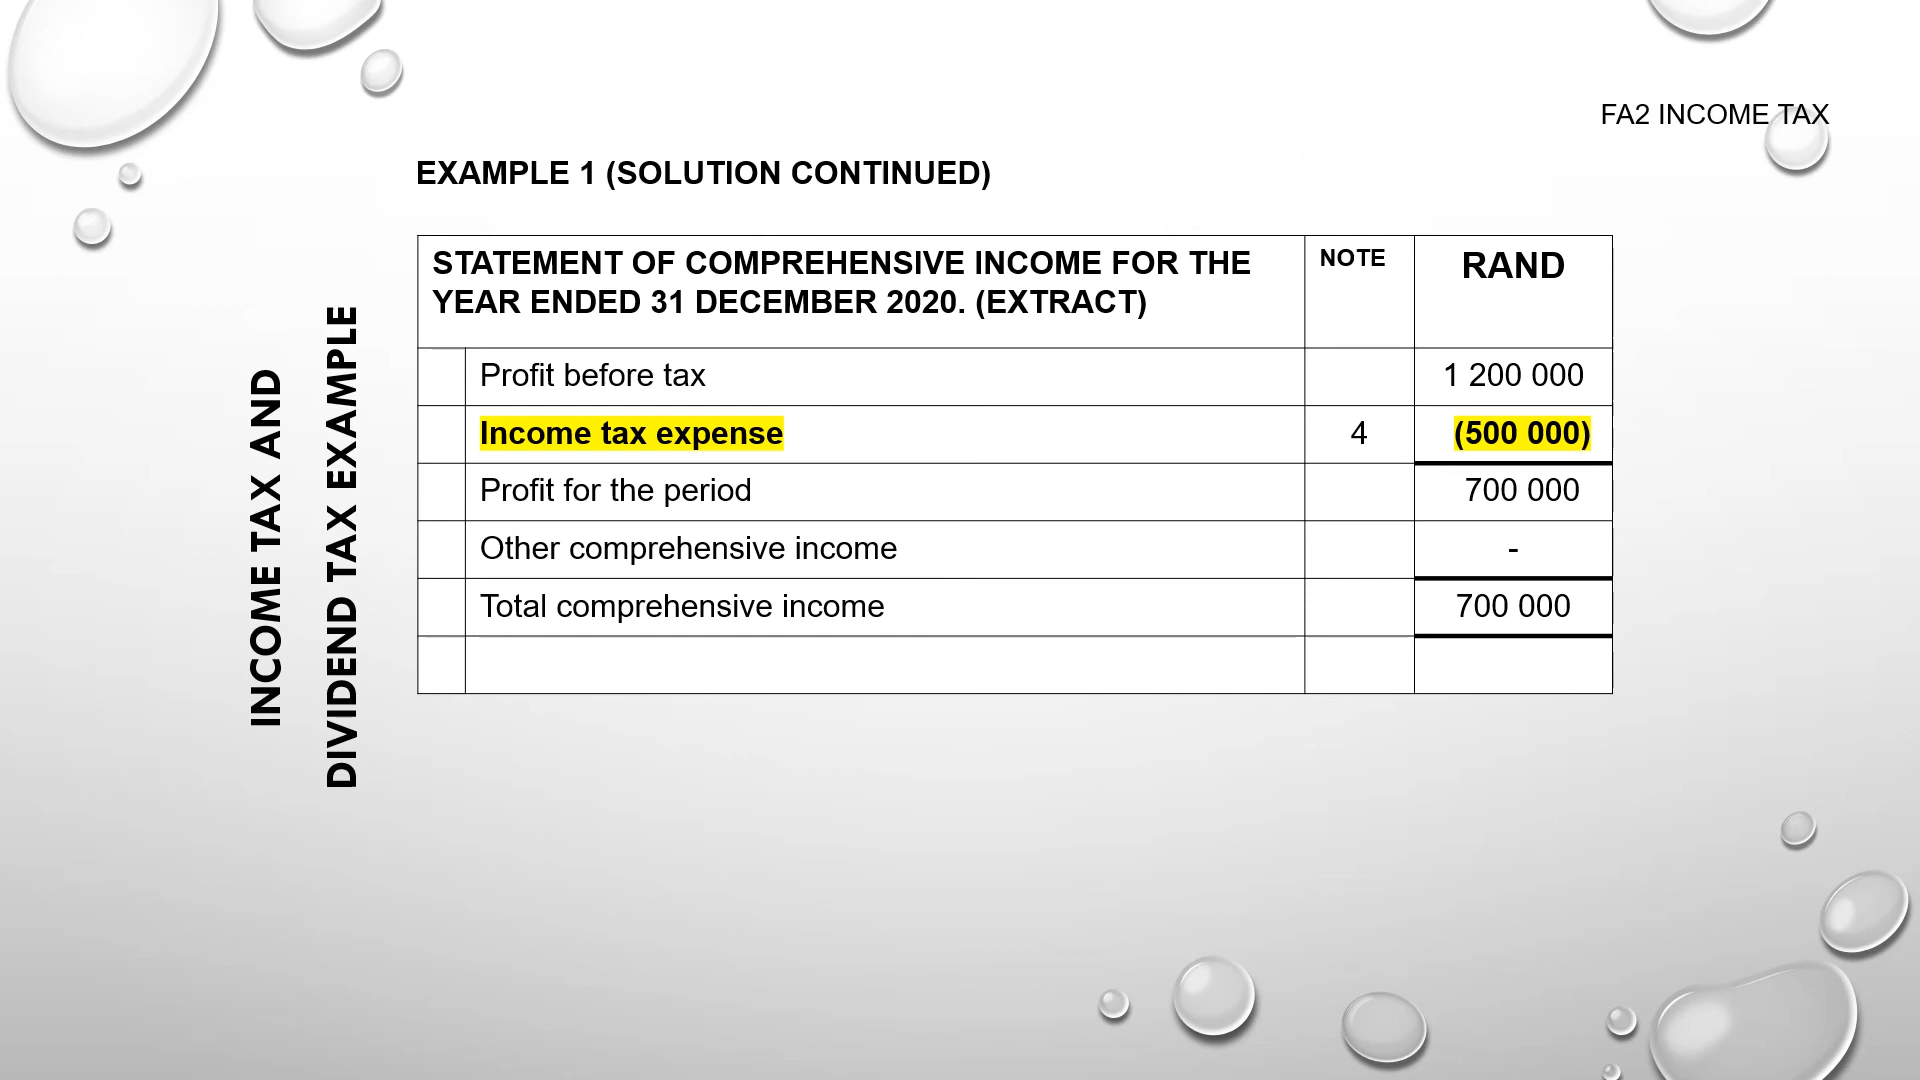 FA2 INCOME TAX
EXAMPLE 1 (SOLUTION CONTINUED)
INCOME TAX AND
DIVIDEND TAX EXAMPLE
STATEMENT OF COMPREHENSIVE INCOME FOR THE
YEAR ENDED 31 DECEMBER 2020. (EXTRACT)
NOTE
RAND
Profit before tax 1 200 000
Income tax expense 4 (500 000)
Profit for the period 700 000
Other comprehensive income -
Total comprehensive income 700 000